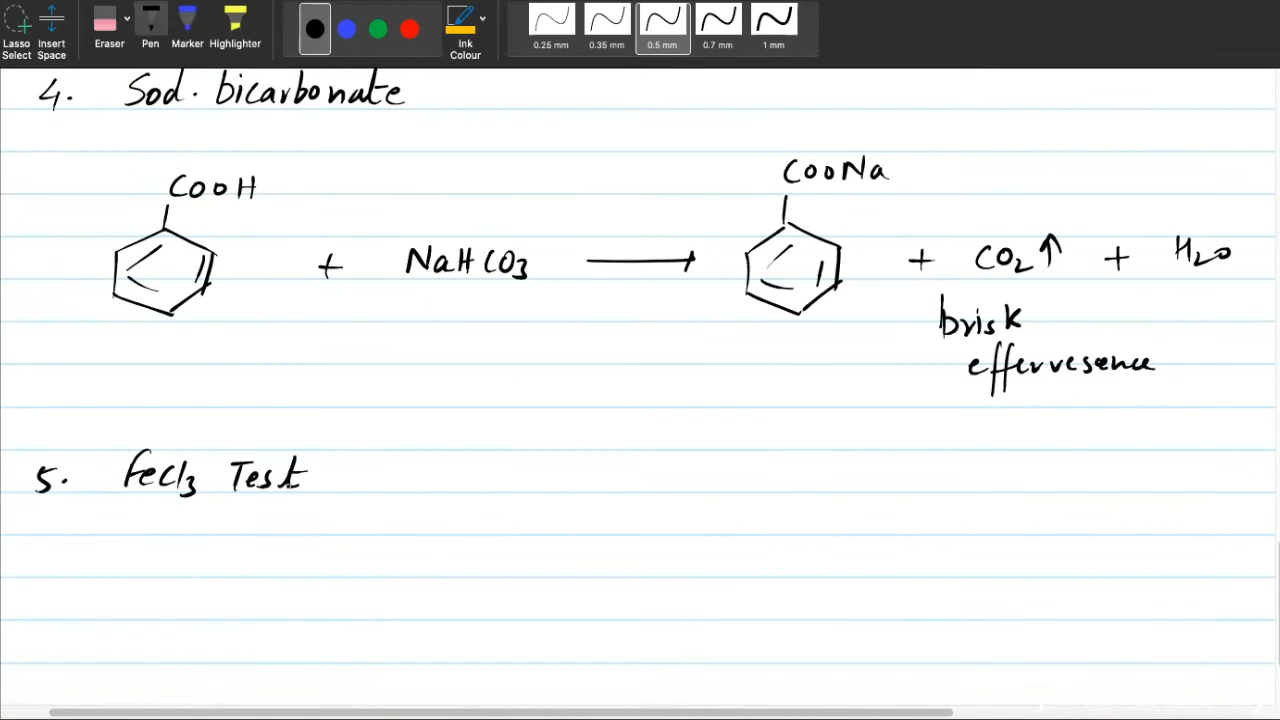 Lasso Select
Insert Space
Eraser
Pen
Marker
Highlighter
Ink Colour
0.25 mm
0.35 mm
0.5 mm
0.7 mm
1 mm
4. Sod. bicarbonate
COOH
COONa
+ NaHCO3 → + CO2↑ + H2O
brisk
effervesence
5. FeCl3 Test